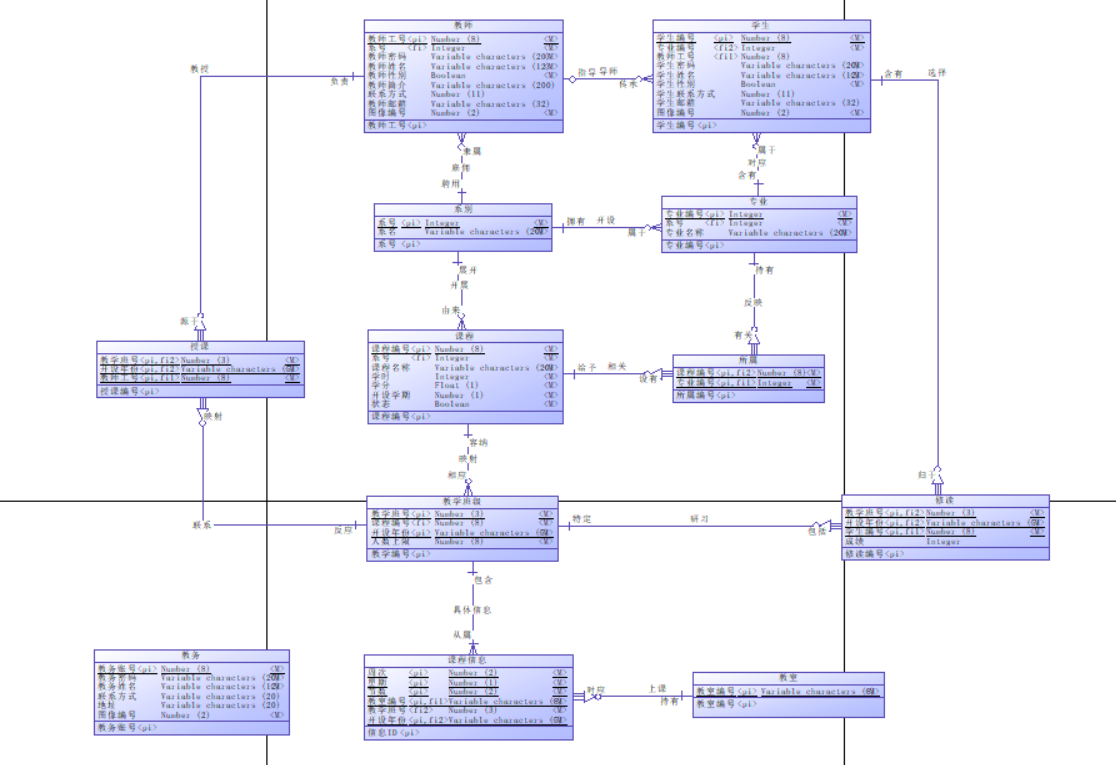 教师
教师工号<pi> Number (8) <M>
系号 <fi> Integer <M>
教师密码 Variable characters (20)<M>
教师姓名 Variable characters (12)<M>
教师性别 Boolean <M>
教师简介 Variable characters (200)
联系方式 Number (11)
教师邮箱 Variable characters (32)
图像编号 Number (2) <M>
教师工号<pi>
学生
学生编号 <pi> Number (8) <M>
专业编号 <fi2> Integer <M>
教师工号 <fi1> Number (8)
学生密码 Variable characters (20)<M>
学生姓名 Variable characters (12)<M>
学生性别 Boolean <M>
学生联系方式 Number (11)
学生邮箱 Variable characters (32)
图像编号 Number (2) <M>
学生编号<pi>
教授
负责
指导导师
传承
含有
选择
隶属
雇佣
聘用
属于
对应
含有
系别
系号 <pi> Integer <M>
系名 Variable characters (20)<M>
系号 <pi>
拥有 开设
属于
专业
专业编号<pi> Integer <M>
系号 <fi> Integer <M>
专业名称 Variable characters (20)<M>
专业编号<pi>
展开
开展
由来
持有
反映
有关
源于
授课
教学班号<pi,fi2> Number (3) <M>
开设年份<pi,fi2> Variable characters <M>
教师工号<pi,fi1> Number (8) <M>
授课编号<pi>
课程
课程编号<pi> Number (8) <M>
系号 <fi> Integer <M>
课程名称 Variable characters (20)<M>
学时 Integer <M>
学分 Float (1) <M>
开设学期 Number (1) <M>
状态 Boolean <M>
课程编号<pi>
给予 相关
设有
所属
课程编号<pi,fi2> Number (8)<M>
专业编号<pi,fi1> Integer <M>
所属编号<pi>
映射
联系
反应
容纳
映射
相应
归于
教学班级
教学班号<pi> Number (3) <M>
课程编号<fi> Number (8) <M>
开设年份<pi> Variable characters <M>
人数上限 Number (8) <M>
教学编号<pi>
特定
研习
包括
修读
教学班号<pi,fi2> Number (3) <M>
开设年份<pi,fi2> Variable characters <M>
学生编号<pi,fi1> Number (8) <M>
成绩 Integer
修读编号<pi>
包含
具体信息
从属
教务
教务账号<pi> Number (8) <M>
教务密码 Variable characters (20)<M>
教务姓名 Variable characters (12)<M>
联系方式 Variable characters (20)
地址 Variable characters (20)
图像编号 Number (2) <M>
教务账号<pi>
课程信息
周次 <pi> Number (2) <M>
星期 <pi> Number (1) <M>
节数 <pi> Number (2) <M>
教室编号<pi,fi1> Variable characters <M>
教学班号<fi2> Number (3) <M>
开设年份<pi,fi2> Variable characters <M>
信息ID<pi>
对应
上课
持有
教室
教室编号<pi> Variable characters <M>
教室编号<pi>